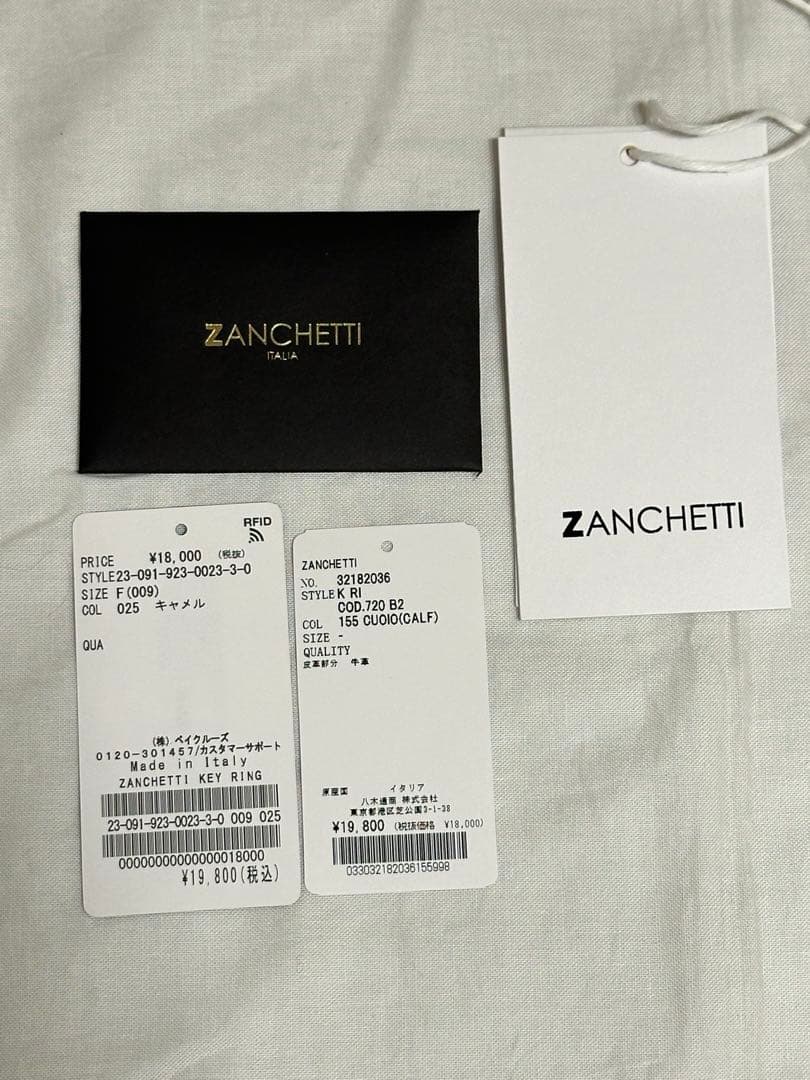 ZANCHETTI
ITALIA
ZANCHETTI
RFID
PRICE ¥18,000 (税抜)
STYLE23-091-923-0023-3-0
SIZE F(009)
COL 025 キャメル
QUA
(株)ベイクルーズ
0120-301457/カスタマーサポート
Made in Italy
ZANCHETTI KEY RING
23-091-923-0023-3-0 009 025
00000000000000018000
¥19,800(税込)
ZANCHETTI
NO. 32182036
STYLE K RI
COD.720 B2
COL 155 CUOIO(CALF)
SIZE -
QUALITY
皮革部分 牛革
原産国 イタリア
八木通商 株式会社
東京都港区芝公園3-1-38
¥19,800 (税抜価格 ¥18,000)
033032182036155998